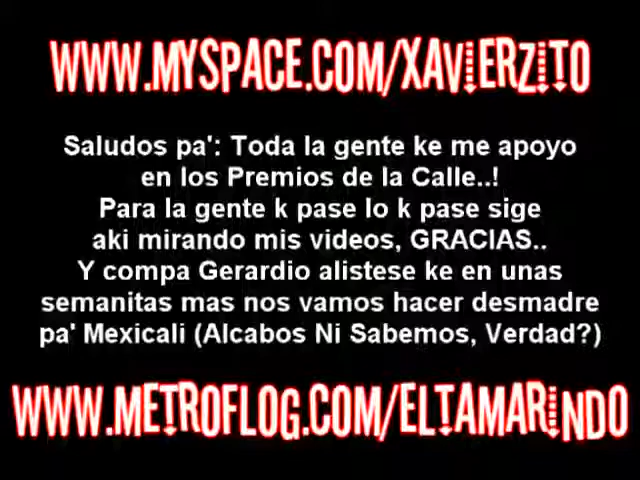 WWW.MYSPACE.COM/XAVIERZITO
Saludos pa': Toda la gente ke me apoyo
en los Premios de la Calle..!
Para la gente k pase lo k pase sige
aki mirando mis videos, GRACIAS..
Y compa Gerardio alistese ke en unas
semanitas mas nos vamos hacer desmadre
pa' Mexicali (Alcabos Ni Sabemos, Verdad?)
WWW.METROFLOG.COM/ELTAMARINDO